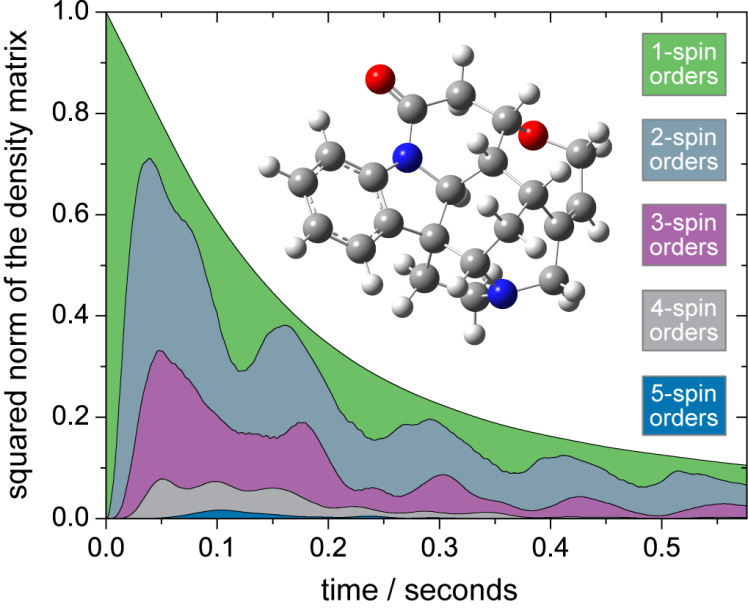 squared norm of the density matrix
1.0
0.8
0.6
0.4
0.2
0.0
0.0 0.1 0.2 0.3 0.4 0.5
time / seconds
1-spin
orders
2-spin
orders
3-spin
orders
4-spin
orders
5-spin
orders